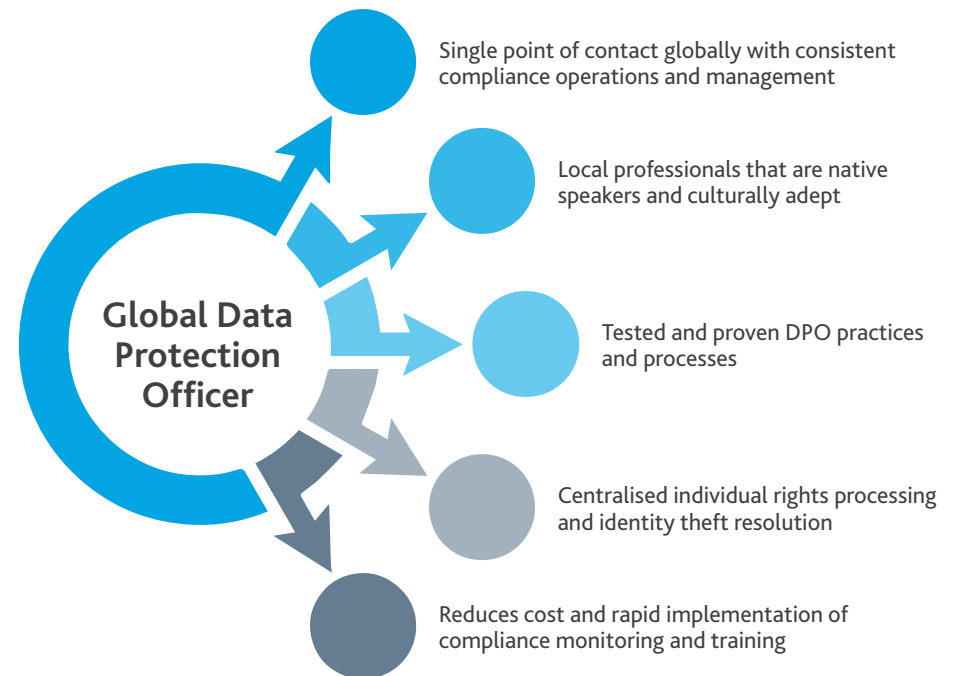 Single point of contact globally with consistent
compliance operations and management
Local professionals that are native
speakers and culturally adept
Global Data
Protection
Officer
Tested and proven DPO practices
and processes
Centralised individual rights processing
and identity theft resolution
Reduces cost and rapid implementation of
compliance monitoring and training